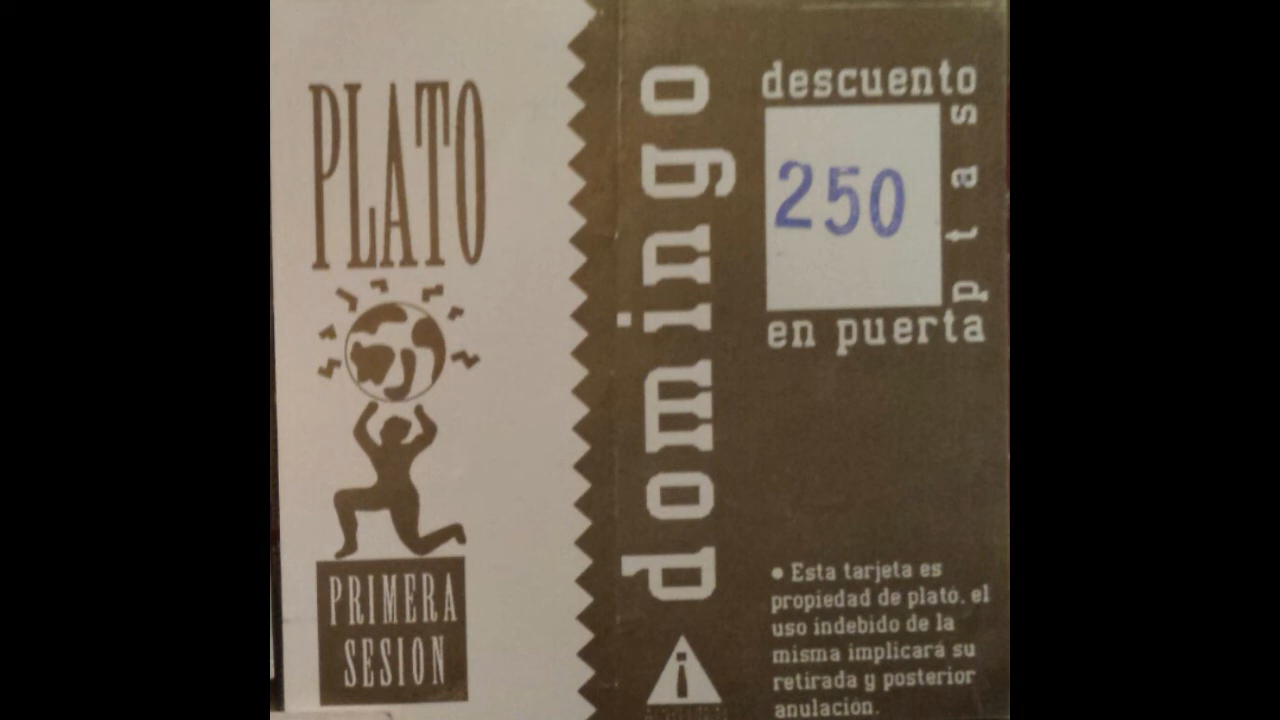 PLATO
PRIMERA
SESION
domingo
descuento
250
ptas
en puerta
• Esta tarjeta es
propiedad de plato, el
uso indebido de la
misma implicará su
retirada y posterior
anulación.